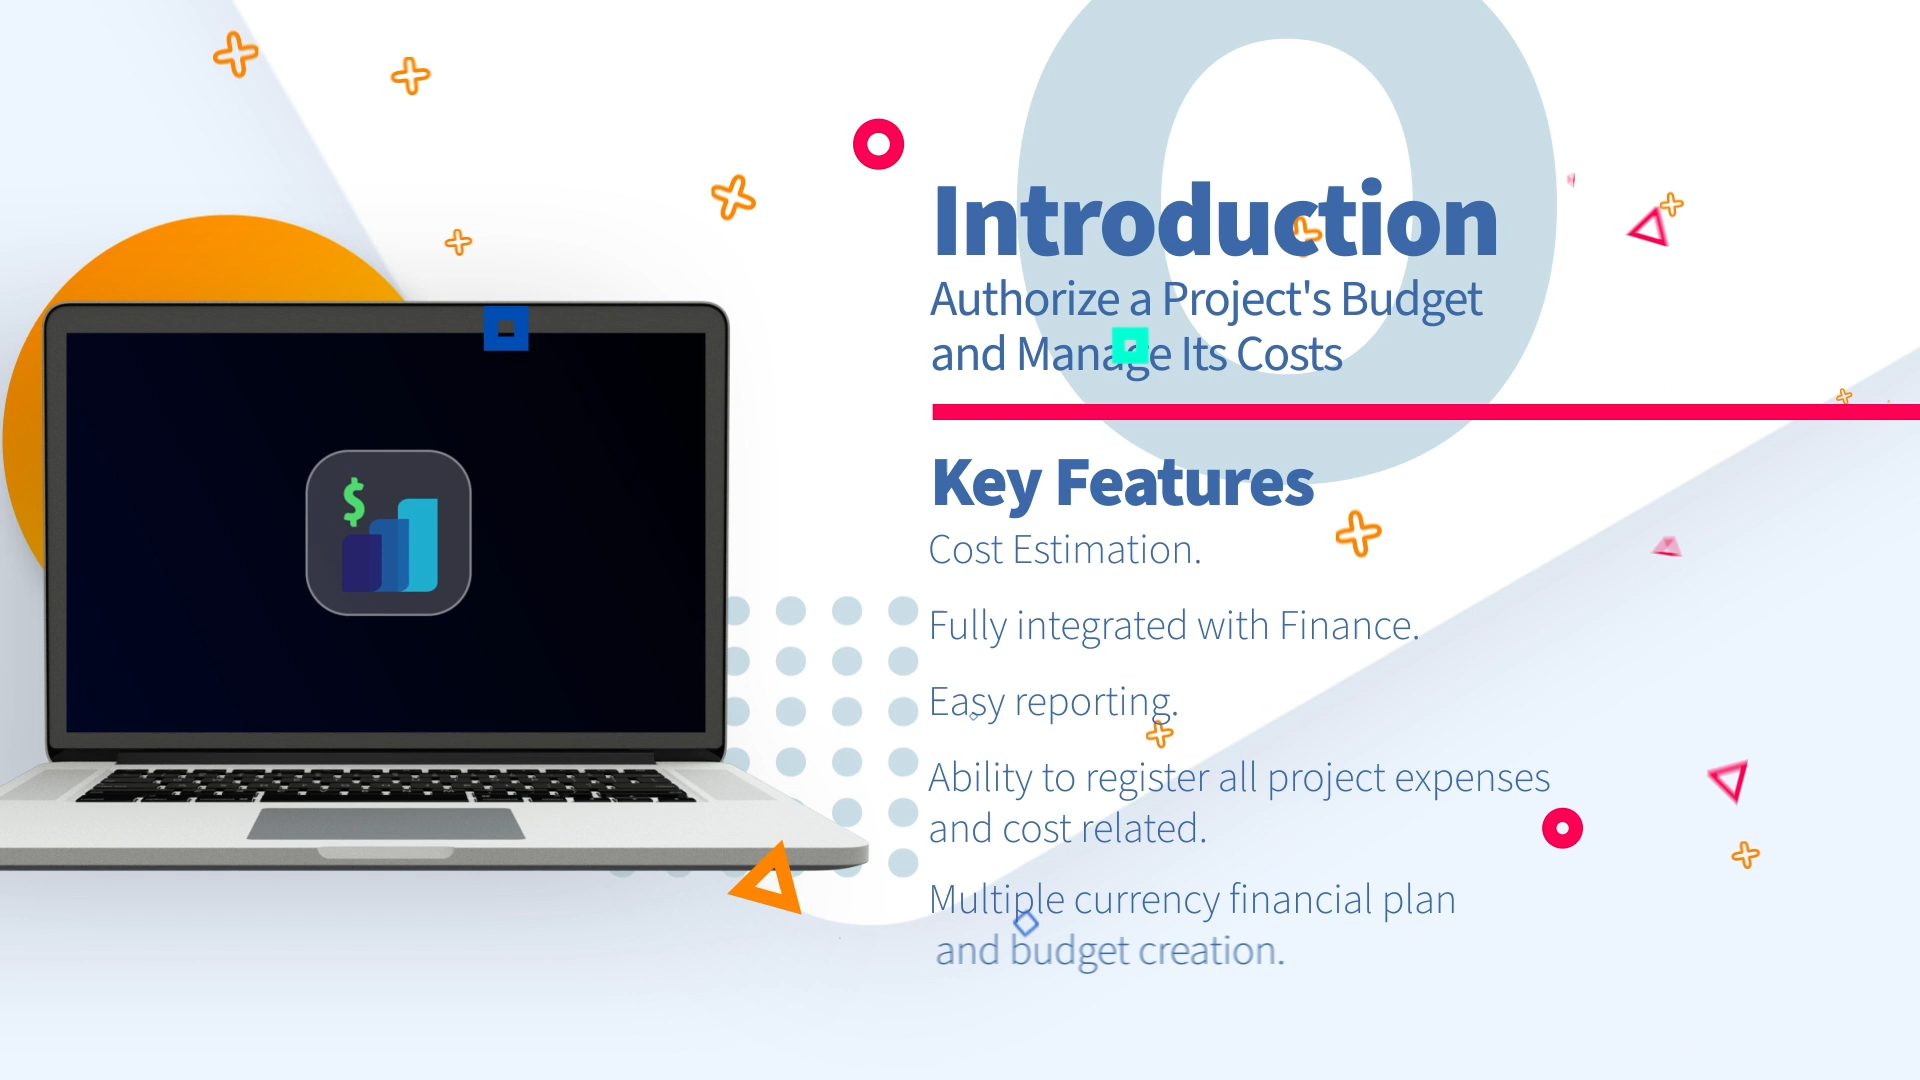 0
Introduction
Authorize a Project's Budget
and Manage Its Costs
Key Features
Cost Estimation.
Fully integrated with Finance.
Easy reporting.
Ability to register all project expenses
and cost related.
Multiple currency financial plan
and budget creation.
$